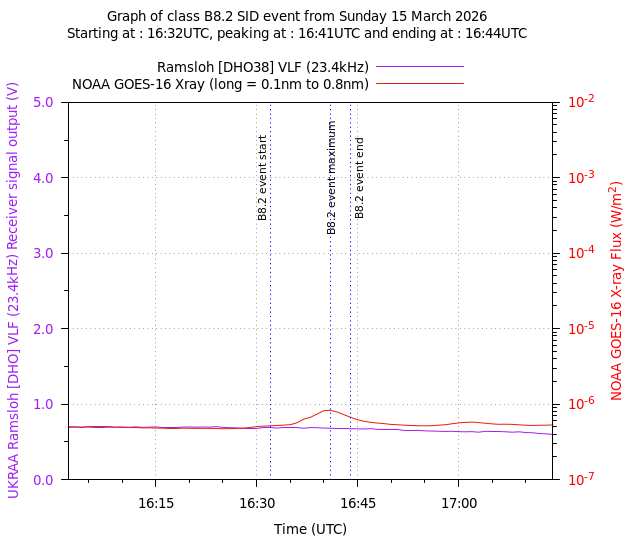 Graph of class B8.2 SID event from Sunday 15 March 2026
Starting at : 16:32UTC, peaking at : 16:41UTC and ending at : 16:44UTC
Ramsloh [DHO38] VLF (23.4kHz)
NOAA GOES-16 Xray (long = 0.1nm to 0.8nm)
UKRAA Ramsloh [DHO] VLF (23.4kHz) Receiver signal output (V)
5.0
4.0
3.0
2.0
1.0
0.0
B8.2 event start
B8.2 event maximum
B8.2 event end
10-2
10-3
10-4
10-5
10-6
10-7
NOAA GOES-16 X-ray Flux (W/m2)
16:15
16:30
16:45
17:00
Time (UTC)